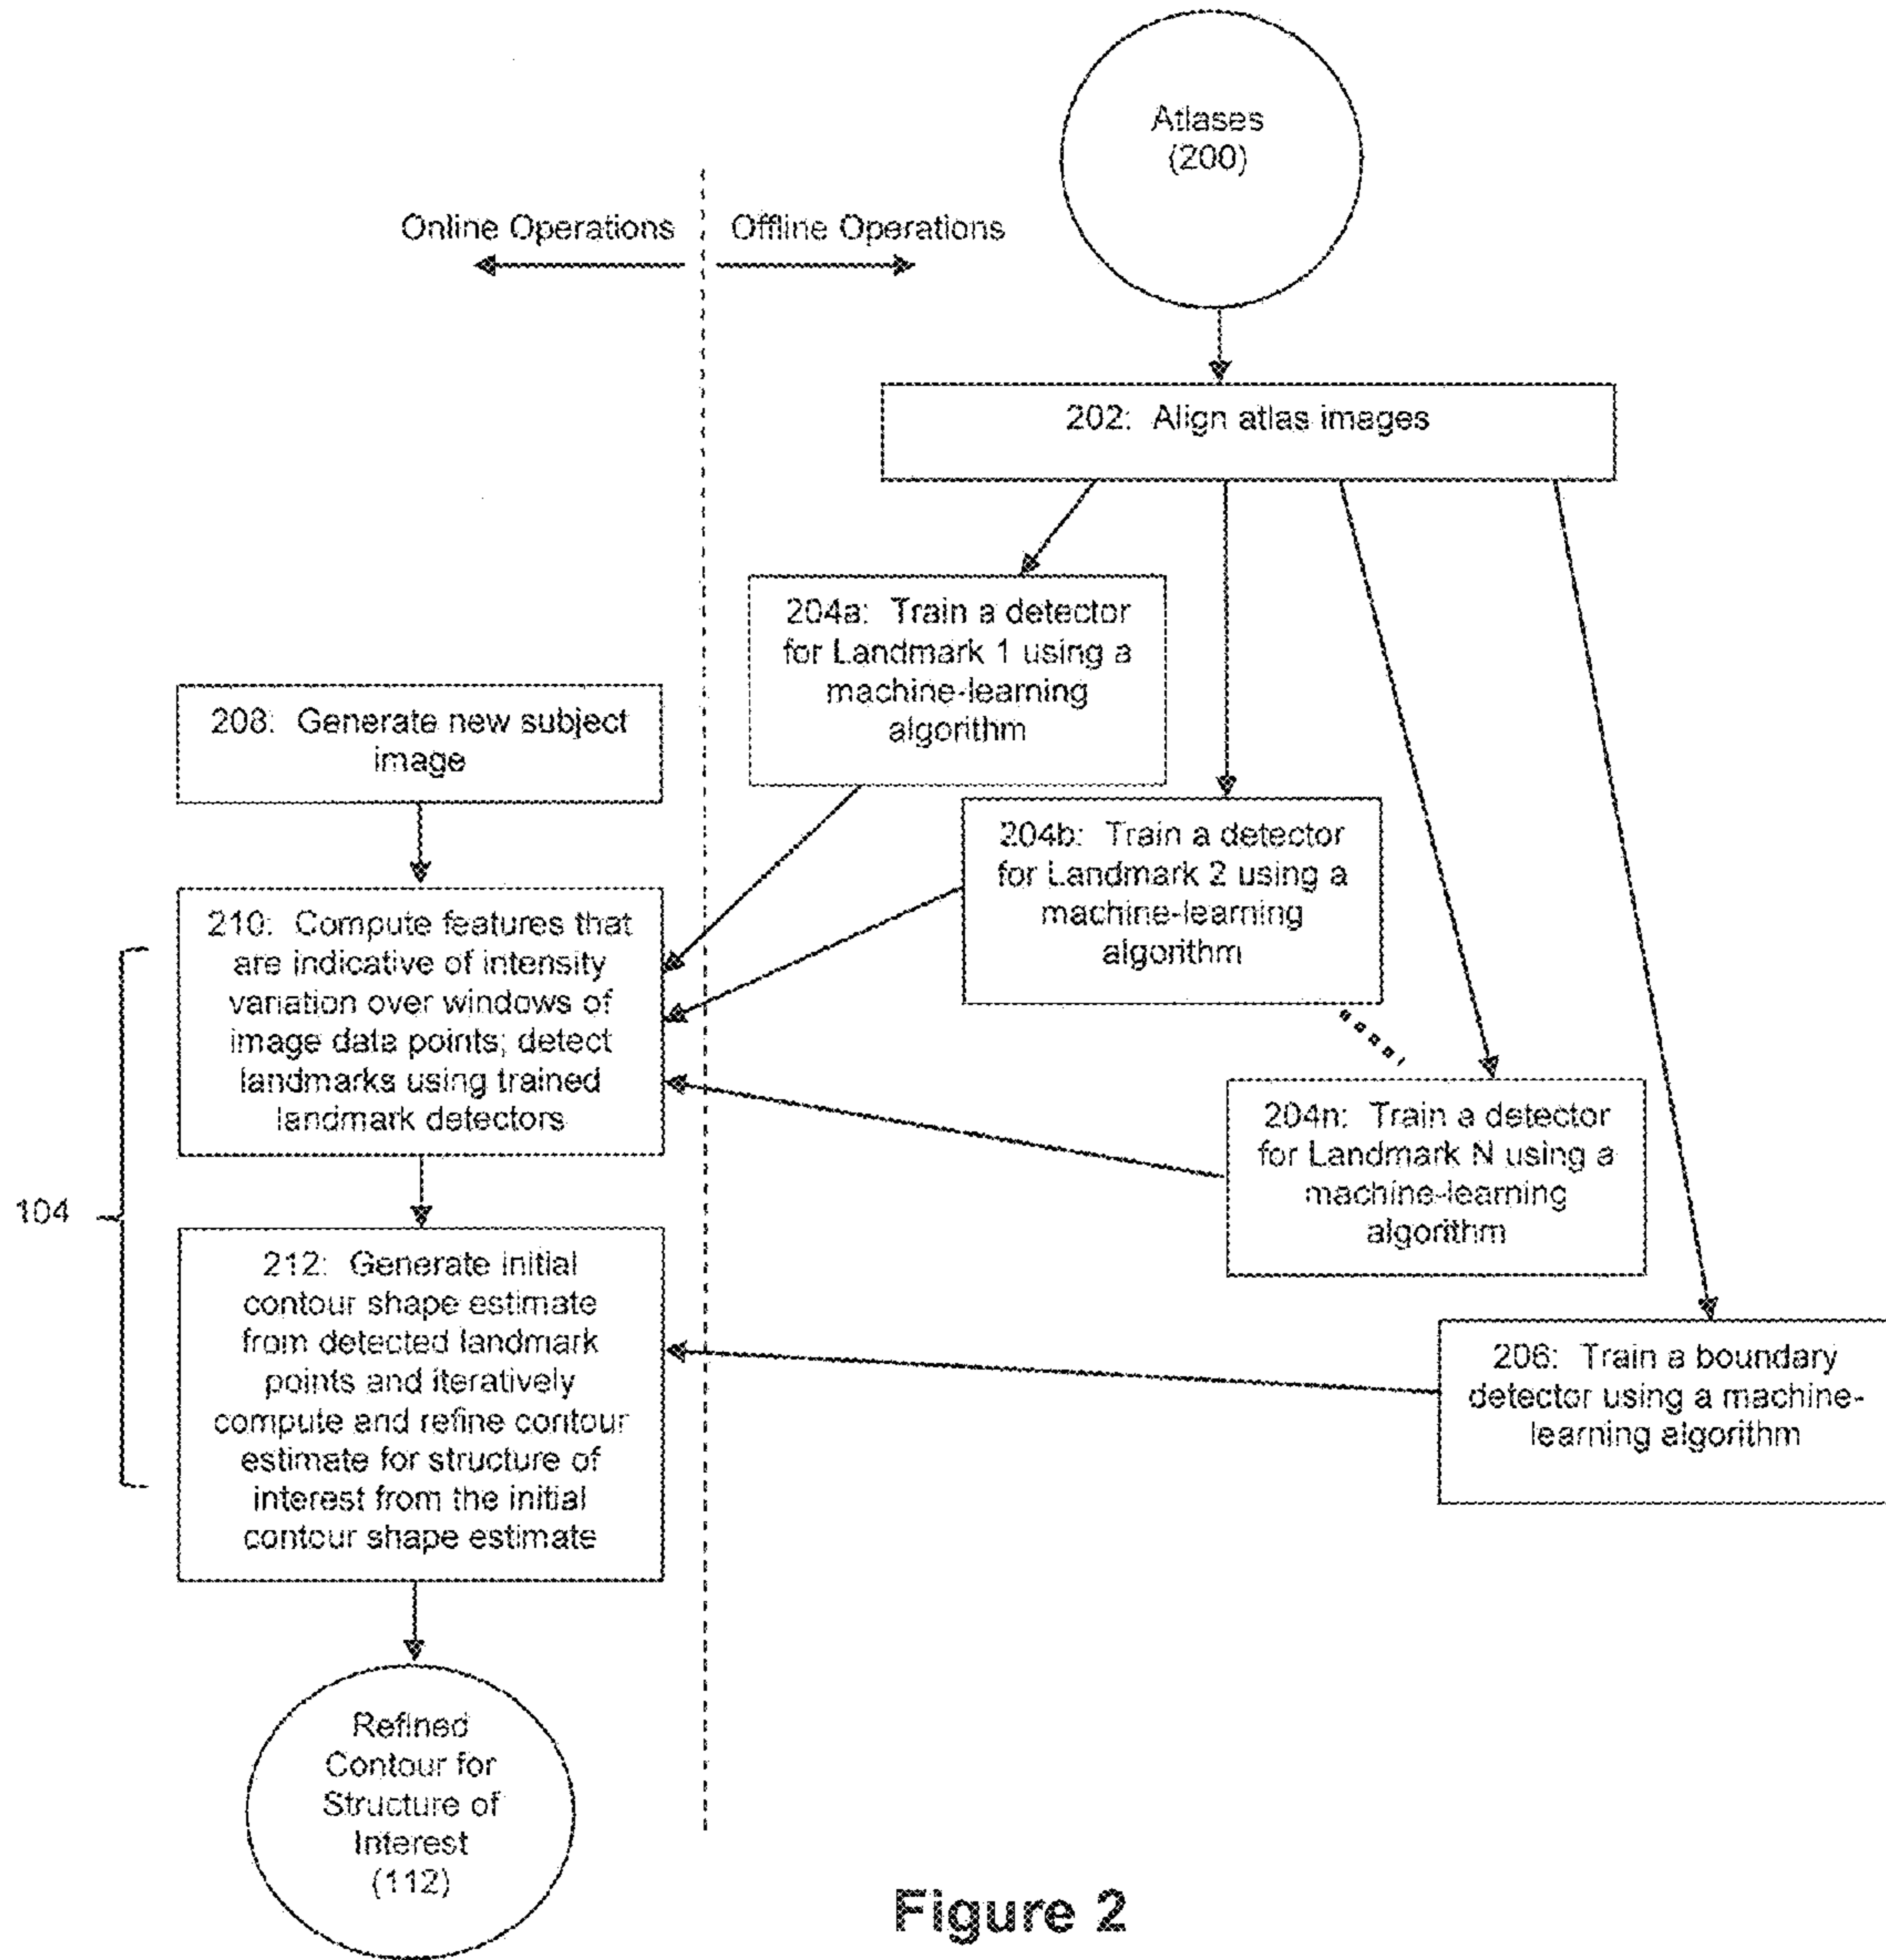 Atlases
(200)
Online Operations
Offline Operations
202: Align atlas images
204a: Train a detector
for Landmark 1 using a
machine-learning
algorithm
208: Generate new subject
image
204b: Train a detector
for Landmark 2 using a
machine-learning
algorithm
210: Compute features that
are indicative of intensity
variation over windows of
image data points; detect
landmarks using trained
landmark detectors
204n: Train a detector
for Landmark N using a
machine-learning
algorithm
104
212: Generate initial
contour shape estimate
from detected landmark
points and iteratively
compute and refine contour
estimate for structure of
interest from the initial
contour shape estimate
206: Train a boundary
detector using a machine-
learning algorithm
Refined
Contour for
Structure of
Interest
(112)
Figure 2